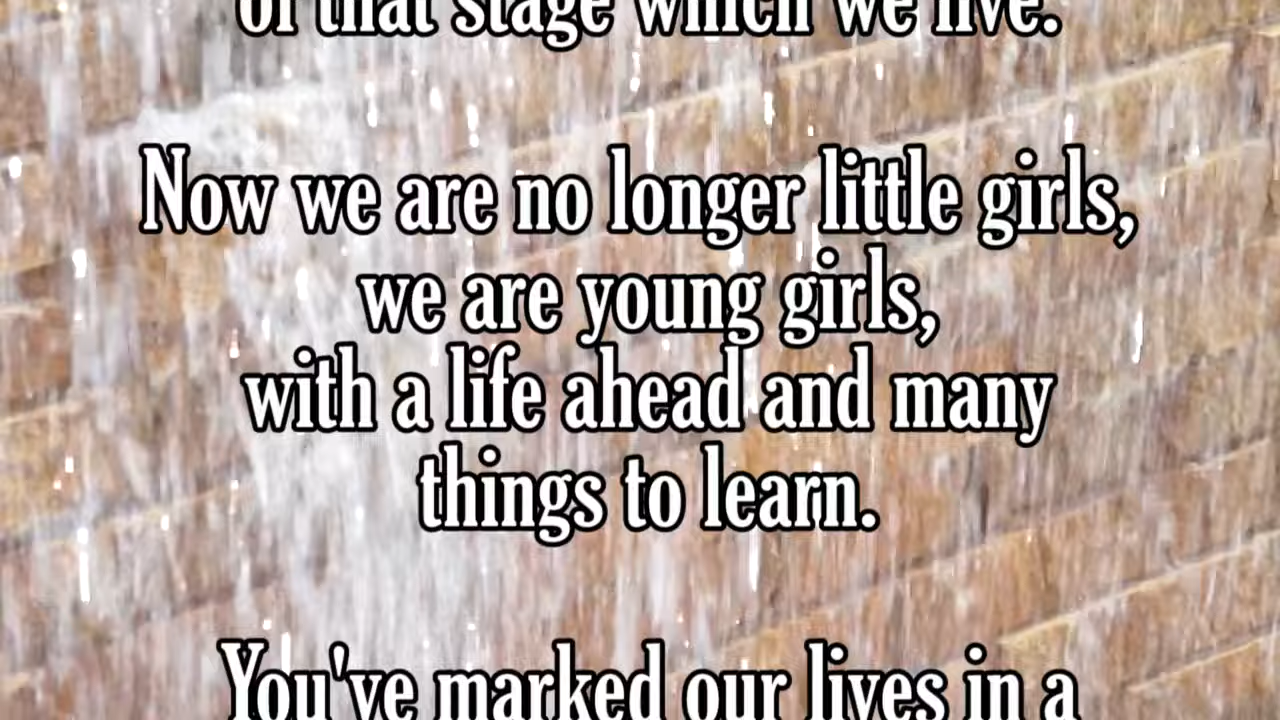 of that stage which we live.
Now we are no longer little girls,
we are young girls,
with a life ahead and many
things to learn.
You've marked our lives in a